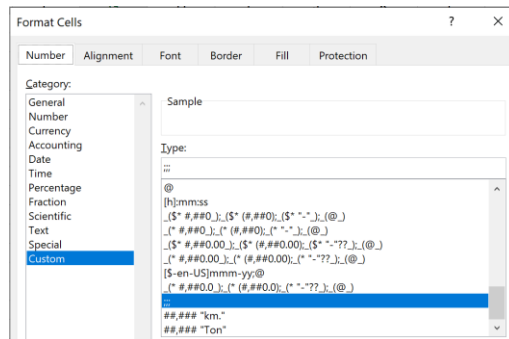 Format Cells ? ×
Number Alignment Font Border Fill Protection
Category:
General
Number
Currency
Accounting
Date
Time
Percentage
Fraction
Scientific
Text
Special
Custom
Sample
Type:
;;;
@
[h]:mm:ss
_($* #,##0_);_($* (#,##0);_($* "-"_);_(@_)
_(* #,##0_);_(* (#,##0);_(* "-"_);_(@_)
_($* #,##0.00_);_($* (#,##0.00);_($* "-"??_);_(@_)
_(* #,##0.00_);_(* (#,##0.00);_(* "-"??_);_(@_)
[$-en-US]mmm-yy;@
_(* #,##0.0_);_(* (#,##0.0);_(* "-"??_);_(@_)
;;;
##,### "km."
##,### "Ton"